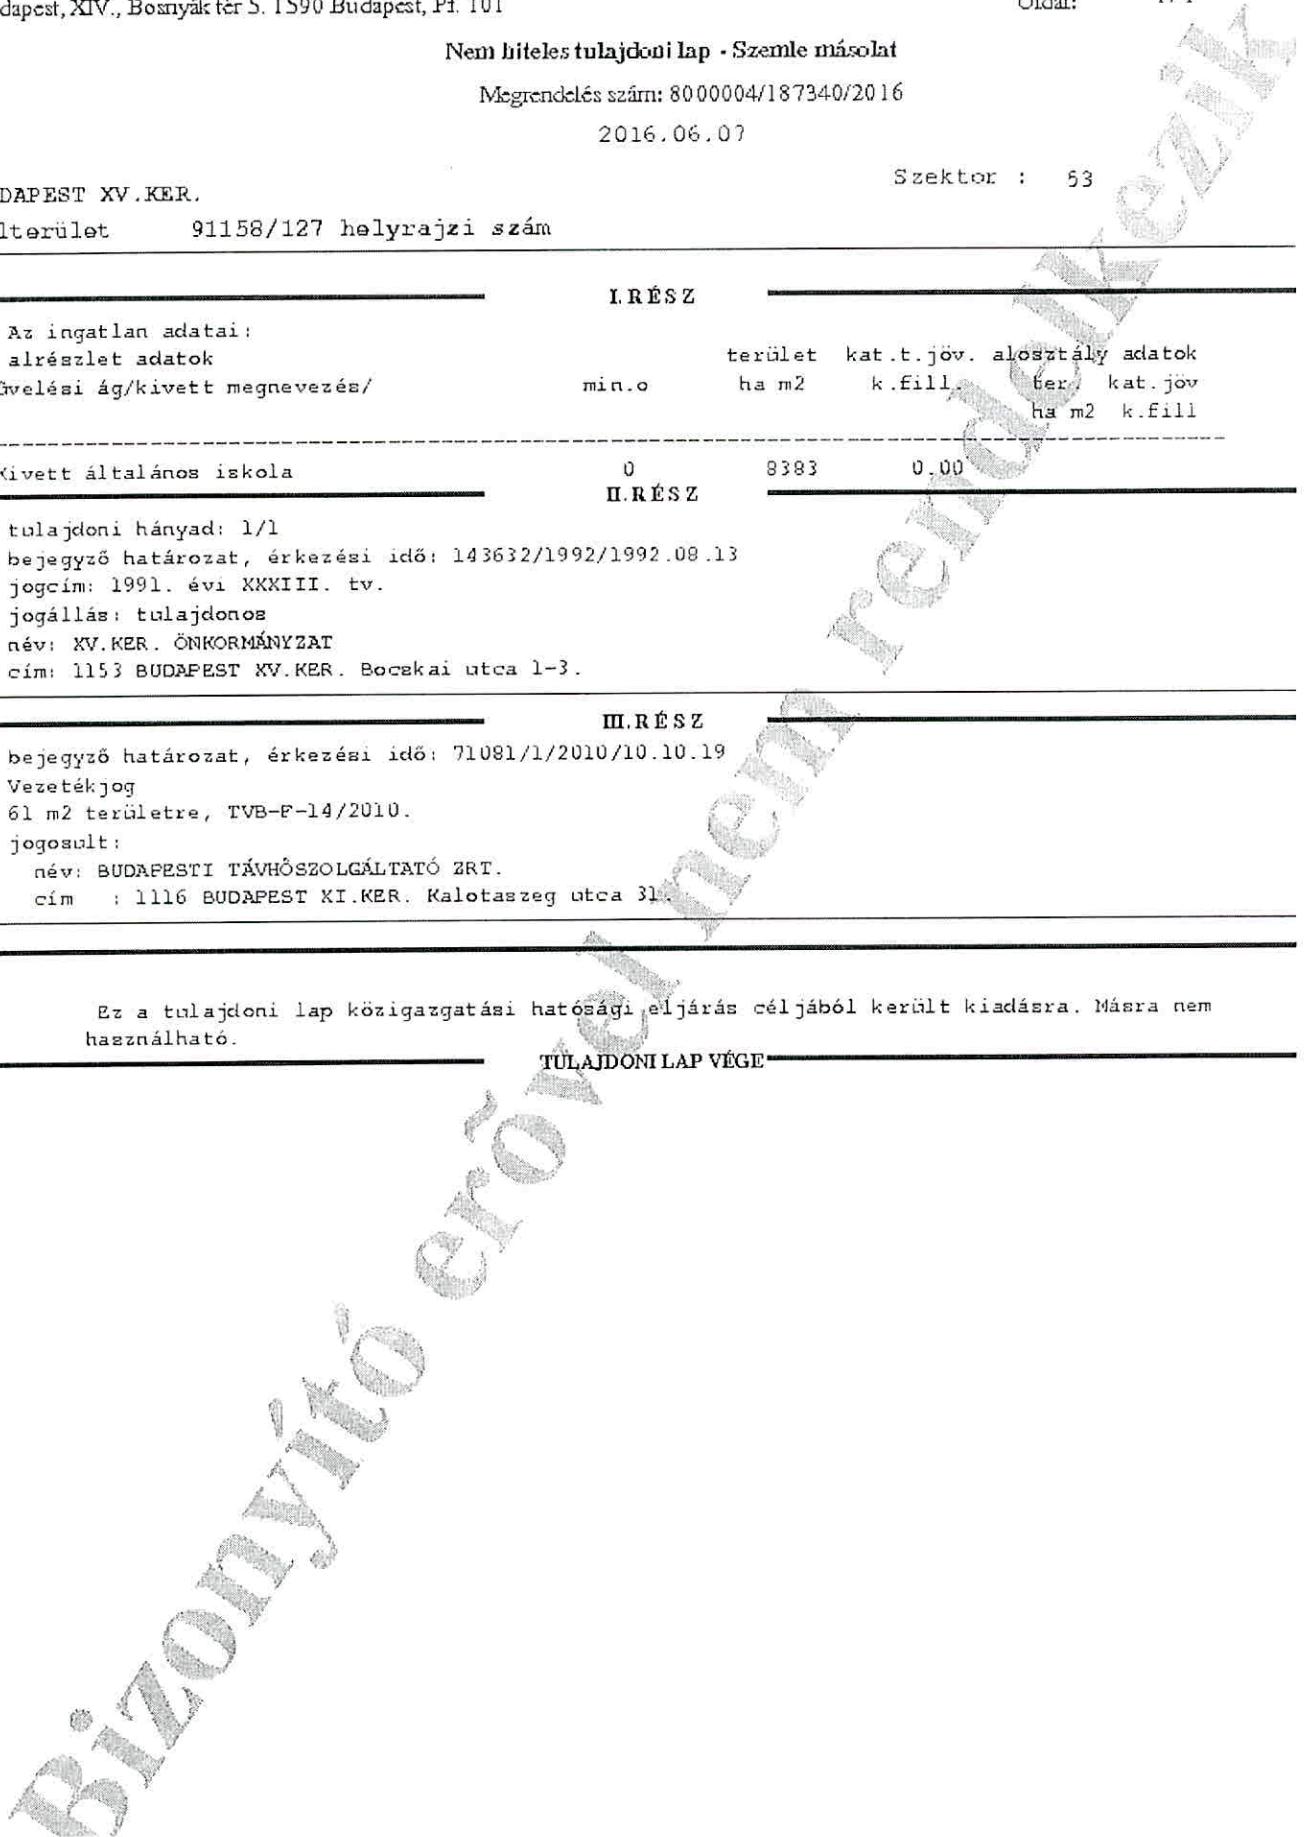 dapest, XIV., Bosnyák tér 5. 1590 Budapest, Pf. 101
Oldal:
Nem hiteles tulajdoni lap - Szemle másolat
Megrendelés szám: 8000004/187340/2016
2016.06.07
Szektor : 53
DAPEST XV.KER.
lterület 91158/127 helyrajzi szám
I.RÉSZ
Az ingatlan adatai:
alrészlet adatok terület kat.t.jöv. alosztály adatok
űvelési ág/kivett megnevezés/ min.o ha m2 k.fill. ter. kat.jöv
ha m2 k.fill
Kivett általános iskola 0 8383 0.00
II.RÉSZ
tulajdoni hányad: 1/1
bejegyző határozat, érkezési idő: 143632/1992/1992.08.13
jogcím: 1991. évi XXXIII. tv.
jogállás: tulajdonos
név: XV.KER. ÖNKORMÁNYZAT
cím: 1153 BUDAPEST XV.KER. Bocskai utca 1-3.
III.RÉSZ
bejegyző határozat, érkezési idő: 71081/1/2010/10.10.19
Vezetékjog
61 m2 területre, TVB-F-14/2010.
jogosult:
név: BUDAPESTI TÁVHŐSZOLGÁLTATÓ ZRT.
cím : 1116 BUDAPEST XI.KER. Kalotaszeg utca 31.
Ez a tulajdoni lap közigazgatási hatósági eljárás céljából került kiadásra. Másra nem
használható.
TULAJDONI LAP VÉGE
Bizonyító erővel nem rendelkezik